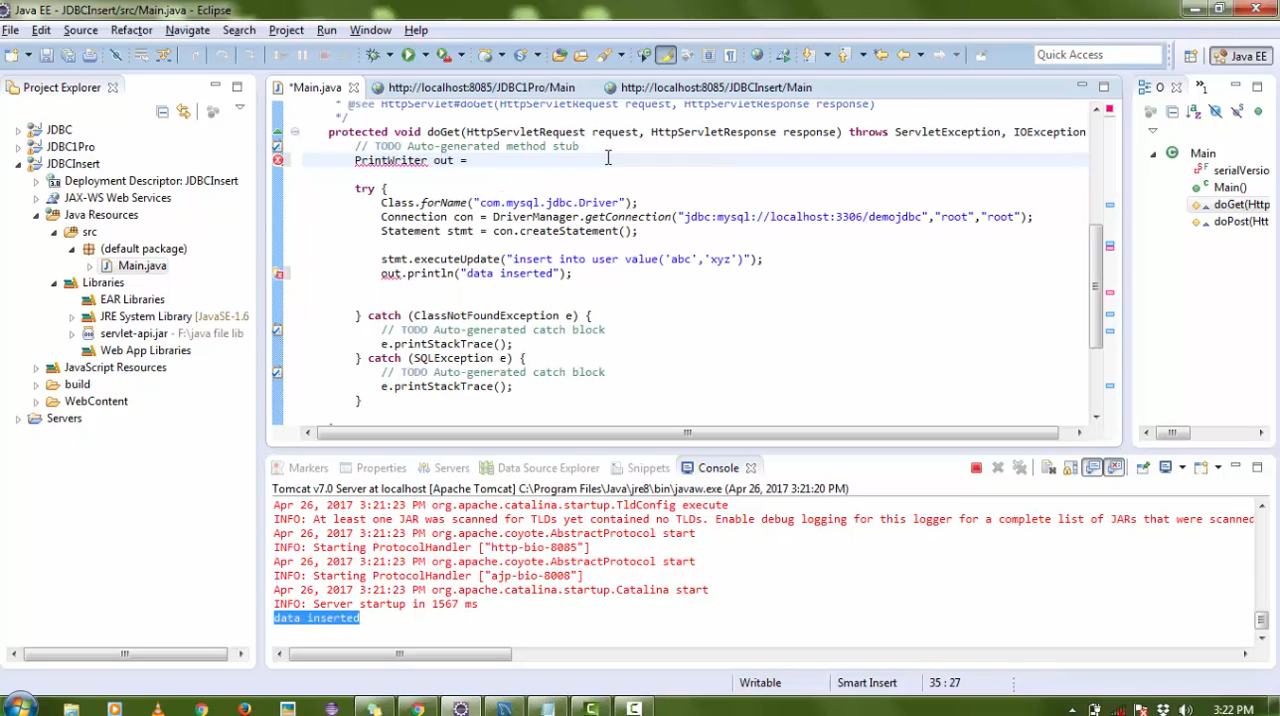 Java EE - JDBCInsert/src/Main.java - Eclipse
File Edit Source Refactor Navigate Search Project Run Window Help
Quick Access
Java EE
Project Explorer
*Main.java
http://localhost:8085/JDBC1Pro/Main
http://localhost:8085/JDBCInsert/Main
JDBC
JDBC1Pro
JDBCInsert
Deployment Descriptor: JDBCInsert
JAX-WS Web Services
Java Resources
src
(default package)
Main.java
Libraries
EAR Libraries
JRE System Library [JavaSE-1.6
servlet-api.jar - F:\java file lib
Web App Libraries
JavaScript Resources
build
WebContent
Servers
* @see HttpServlet#doGet(HttpServletRequest request, HttpServletResponse response)
*/
protected void doGet(HttpServletRequest request, HttpServletResponse response) throws ServletException, IOException
// TODO Auto-generated method stub
PrintWriter out =
try {
Class.forName("com.mysql.jdbc.Driver");
Connection con = DriverManager.getConnection("jdbc:mysql://localhost:3306/demojdbc","root","root");
Statement stmt = con.createStatement();
stmt.executeUpdate("insert into user value('abc','xyz')");
out.println("data inserted");
} catch (ClassNotFoundException e) {
// TODO Auto-generated catch block
e.printStackTrace();
} catch (SQLException e) {
// TODO Auto-generated catch block
e.printStackTrace();
}
O
1
Main
serialVersio
Main()
doGet(Http
doPost(Htt
Markers Properties Servers Data Source Explorer Snippets Console
Tomcat v7.0 Server at localhost [Apache Tomcat] C:\Program Files\Java\jre8\bin\javaw.exe (Apr 26, 2017 3:21:20 PM)
Apr 26, 2017 3:21:23 PM org.apache.catalina.startup.TldConfig execute
INFO: At least one JAR was scanned for TLDs yet contained no TLDs. Enable debug logging for this logger for a complete list of JARs that were scanned
Apr 26, 2017 3:21:23 PM org.apache.coyote.AbstractProtocol start
INFO: Starting ProtocolHandler ["http-bio-8085"]
Apr 26, 2017 3:21:23 PM org.apache.coyote.AbstractProtocol start
INFO: Starting ProtocolHandler ["ajp-bio-8008"]
Apr 26, 2017 3:21:23 PM org.apache.catalina.startup.Catalina start
INFO: Server startup in 1567 ms
data inserted
Writable
Smart Insert
35 : 27
3:22 PM